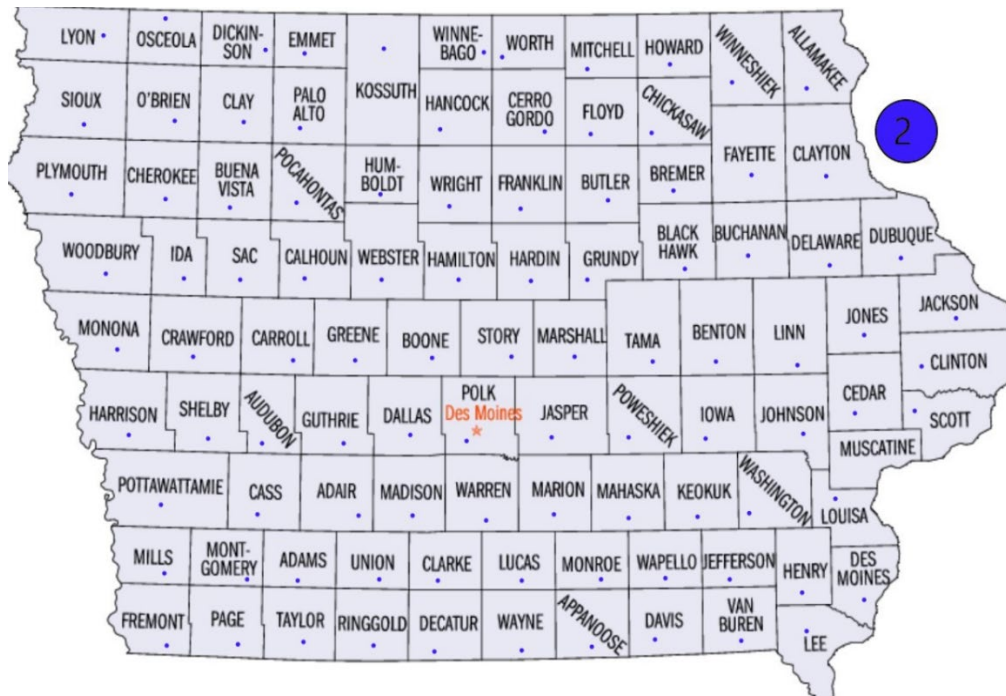 LYON
OSCEOLA
DICKIN-
SON
EMMET
WINNE-
BAGO
WORTH
MITCHELL
HOWARD
WINNESHIEK
ALLAMAKEE
KOSSUTH
SIOUX
O'BRIEN
CLAY
PALO
ALTO
HANCOCK
CERRO
GORDO
FLOYD
CHICKASAW
2
FAYETTE
CLAYTON
PLYMOUTH
CHEROKEE
BUENA
VISTA
POCAHONTAS
HUM-
BOLDT
WRIGHT
FRANKLIN
BUTLER
BREMER
WOODBURY
IDA
SAC
CALHOUN
WEBSTER
HAMILTON
HARDIN
GRUNDY
BLACK
HAWK
BUCHANAN
DELAWARE
DUBUQUE
MONONA
CRAWFORD
CARROLL
GREENE
BOONE
STORY
MARSHALL
TAMA
BENTON
LINN
JONES
JACKSON
CLINTON
HARRISON
SHELBY
AUDUBON
GUTHRIE
DALLAS
POLK
Des Moines
JASPER
POWESHIEK
IOWA
JOHNSON
CEDAR
SCOTT
MUSCATINE
POTTAWATTAMIE
CASS
ADAIR
MADISON
WARREN
MARION
MAHASKA
KEOKUK
WASHINGTON
LOUISA
MILLS
MONT-
GOMERY
ADAMS
UNION
CLARKE
LUCAS
MONROE
WAPELLO
JEFFERSON
HENRY
DES
MOINES
FREMONT
PAGE
TAYLOR
RINGGOLD
DECATUR
WAYNE
APPANOOSE
DAVIS
VAN
BUREN
LEE